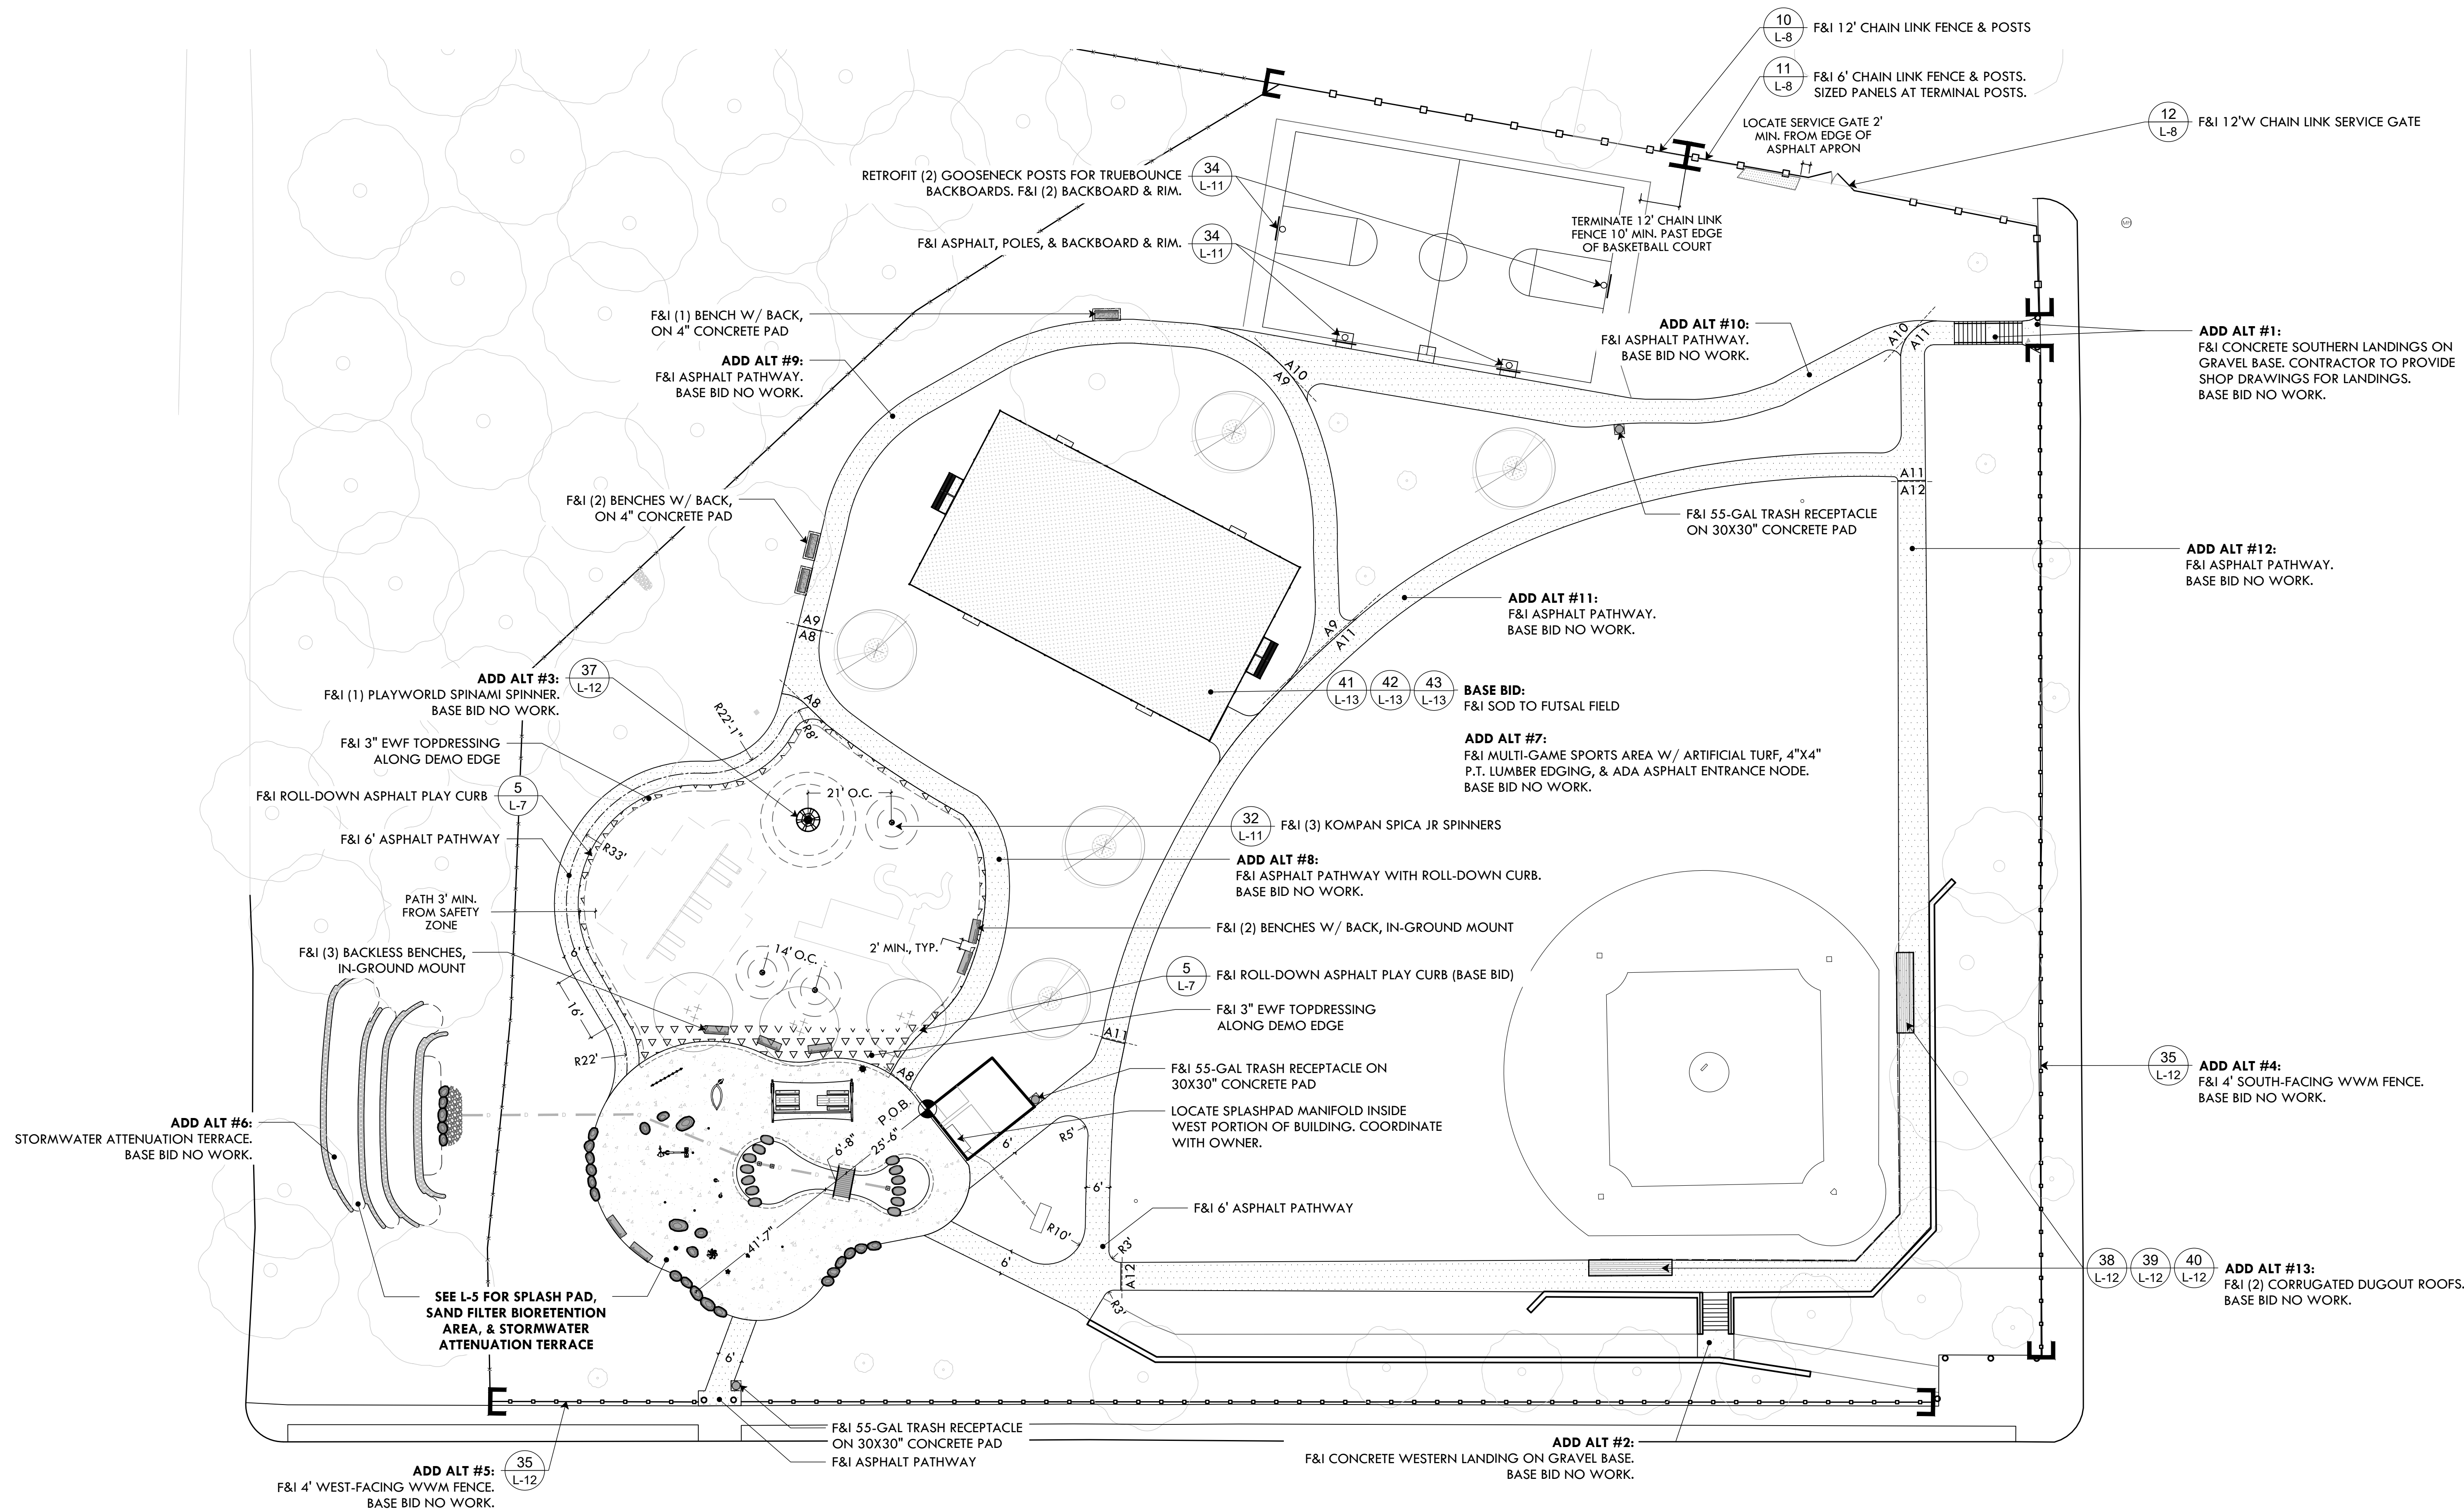 10
L-8
F&I 12' CHAIN LINK FENCE & POSTS
11
L-8
F&I 6' CHAIN LINK FENCE & POSTS.
SIZED PANELS AT TERMINAL POSTS.
LOCATE SERVICE GATE 2'
MIN. FROM EDGE OF
ASPHALT APRON
12
L-8
F&I 12'W CHAIN LINK SERVICE GATE
RETROFIT (2) GOOSENECK POSTS FOR TRUEBOUNCE
BACKBOARDS. F&I (2) BACKBOARD & RIM.
34
L-11
MH
TERMINATE 12' CHAIN LINK
FENCE 10' MIN. PAST EDGE
OF BASKETBALL COURT
F&I ASPHALT, POLES, & BACKBOARD & RIM.
34
L-11
F&I (1) BENCH W/ BACK,
ON 4" CONCRETE PAD
ADD ALT #10:
F&I ASPHALT PATHWAY.
BASE BID NO WORK.
A10
A11
ADD ALT #1:
F&I CONCRETE SOUTHERN LANDINGS ON
GRAVEL BASE. CONTRACTOR TO PROVIDE
SHOP DRAWINGS FOR LANDINGS.
BASE BID NO WORK.
ADD ALT #9:
F&I ASPHALT PATHWAY.
BASE BID NO WORK.
A10
A9
A11
A12
F&I (2) BENCHES W/ BACK,
ON 4" CONCRETE PAD
F&I 55-GAL TRASH RECEPTACLE
ON 30X30" CONCRETE PAD
ADD ALT #12:
F&I ASPHALT PATHWAY.
BASE BID NO WORK.
ADD ALT #11:
F&I ASPHALT PATHWAY.
BASE BID NO WORK.
A9
A8
A9
A11
ADD ALT #3:
F&I (1) PLAYWORLD SPINAMI SPINNER.
BASE BID NO WORK.
37
L-12
41
L-13
42
L-13
43
L-13
BASE BID:
F&I SOD TO FUTSAL FIELD
A8
R22'-1"
R8'
F&I 3" EWF TOPDRESSING
ALONG DEMO EDGE
ADD ALT #7:
F&I MULTI-GAME SPORTS AREA W/ ARTIFICIAL TURF, 4"X4"
P.T. LUMBER EDGING, & ADA ASPHALT ENTRANCE NODE.
BASE BID NO WORK.
F&I ROLL-DOWN ASPHALT PLAY CURB
5
L-7
21' O.C.
32
L-11
F&I (3) KOMPAN SPICA JR SPINNERS
F&I 6' ASPHALT PATHWAY
R33'
ADD ALT #8:
F&I ASPHALT PATHWAY WITH ROLL-DOWN CURB.
BASE BID NO WORK.
PATH 3' MIN.
FROM SAFETY
ZONE
F&I (2) BENCHES W/ BACK, IN-GROUND MOUNT
2' MIN., TYP.
14' O.C.
F&I (3) BACKLESS BENCHES,
IN-GROUND MOUNT
6'
5
L-7
F&I ROLL-DOWN ASPHALT PLAY CURB (BASE BID)
16'
F&I 3" EWF TOPDRESSING
ALONG DEMO EDGE
A11
R22'
A8
F&I 55-GAL TRASH RECEPTACLE ON
30X30" CONCRETE PAD
35
L-12
ADD ALT #4:
F&I 4' SOUTH-FACING WWM FENCE.
BASE BID NO WORK.
P.O.B.
LOCATE SPLASHPAD MANIFOLD INSIDE
WEST PORTION OF BUILDING. COORDINATE
WITH OWNER.
ADD ALT #6:
STORMWATER ATTENUATION TERRACE.
BASE BID NO WORK.
6'-8"
25'-6"
6'
R5'
6'
F&I 6' ASPHALT PATHWAY
R10'
41'-7"
6'
R3'
A12
R3'
38
L-12
39
L-12
40
L-12
ADD ALT #13:
F&I (2) CORRUGATED DUGOUT ROOFS.
BASE BID NO WORK.
SEE L-5 FOR SPLASH PAD,
SAND FILTER BIORETENTION
AREA, & STORMWATER
ATTENUATION TERRACE
6'
F&I 55-GAL TRASH RECEPTACLE
ON 30X30" CONCRETE PAD
F&I ASPHALT PATHWAY
ADD ALT #2:
F&I CONCRETE WESTERN LANDING ON GRAVEL BASE.
BASE BID NO WORK.
ADD ALT #5:
F&I 4' WEST-FACING WWM FENCE.
BASE BID NO WORK.
35
L-12